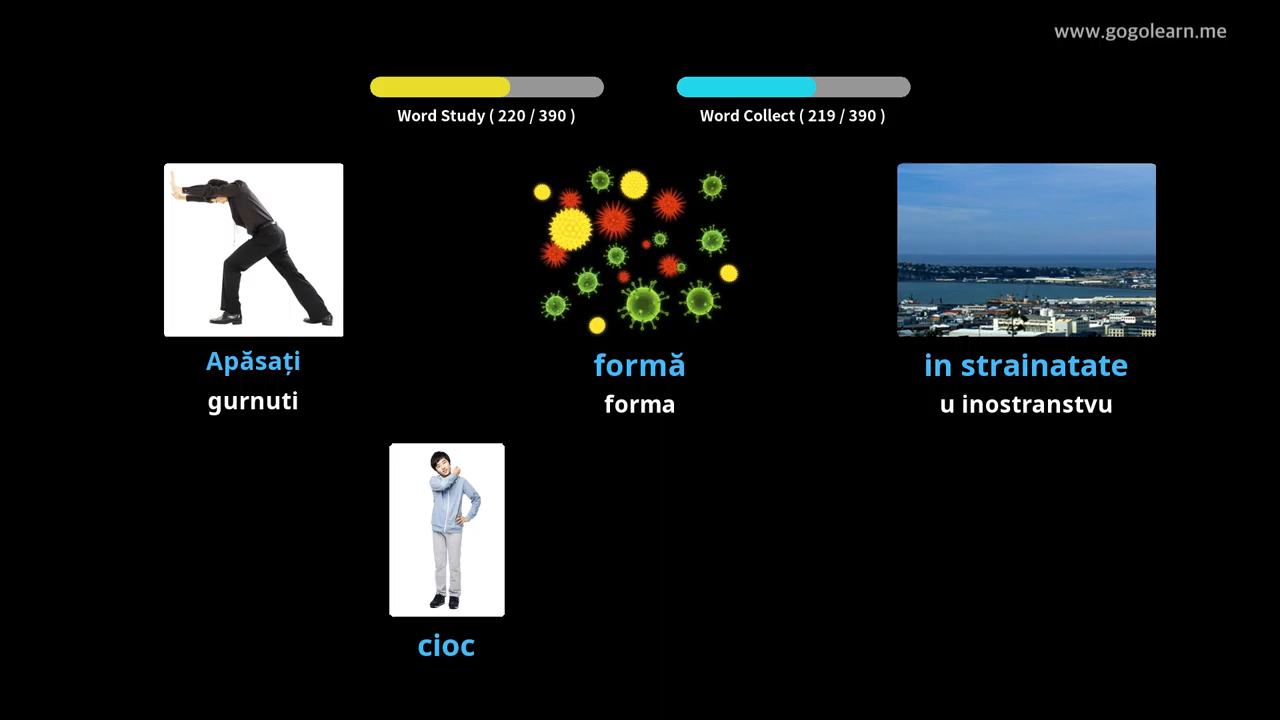 www.gogolearn.me
Word Study ( 220 / 390 )
Word Collect ( 219 / 390 )
Apăsați
gurnuti
formă
forma
in strainatate
u inostranstvu
cioc